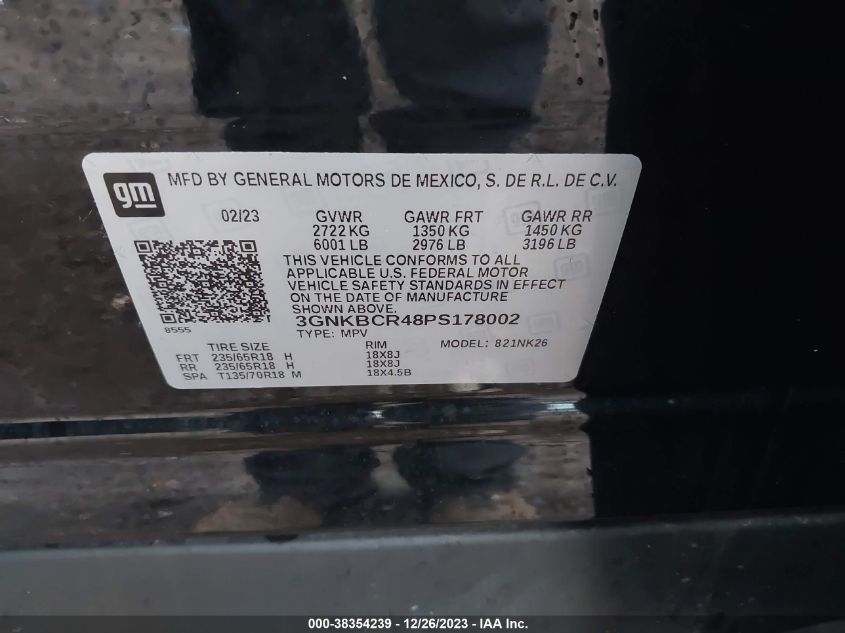 gm MFD BY GENERAL MOTORS DE MEXICO, S. DE R.L. DE C.V.
02/23 GVWR GAWR FRT GAWR RR
2722 KG 1350 KG 1450 KG
6001 LB 2976 LB 3196 LB
THIS VEHICLE CONFORMS TO ALL
APPLICABLE U.S. FEDERAL MOTOR
VEHICLE SAFETY STANDARDS IN EFFECT
ON THE DATE OF MANUFACTURE
SHOWN ABOVE.
8555 3GNKBCR48PS178002
TYPE: MPV
TIRE SIZE RIM MODEL: 821NK26
FRT 235/65R18 H 18X8J
RR 235/65R18 H 18X8J
SPA T135/70R18 M 18X4.5B
000-38354239 - 12/26/2023 - IAA Inc.